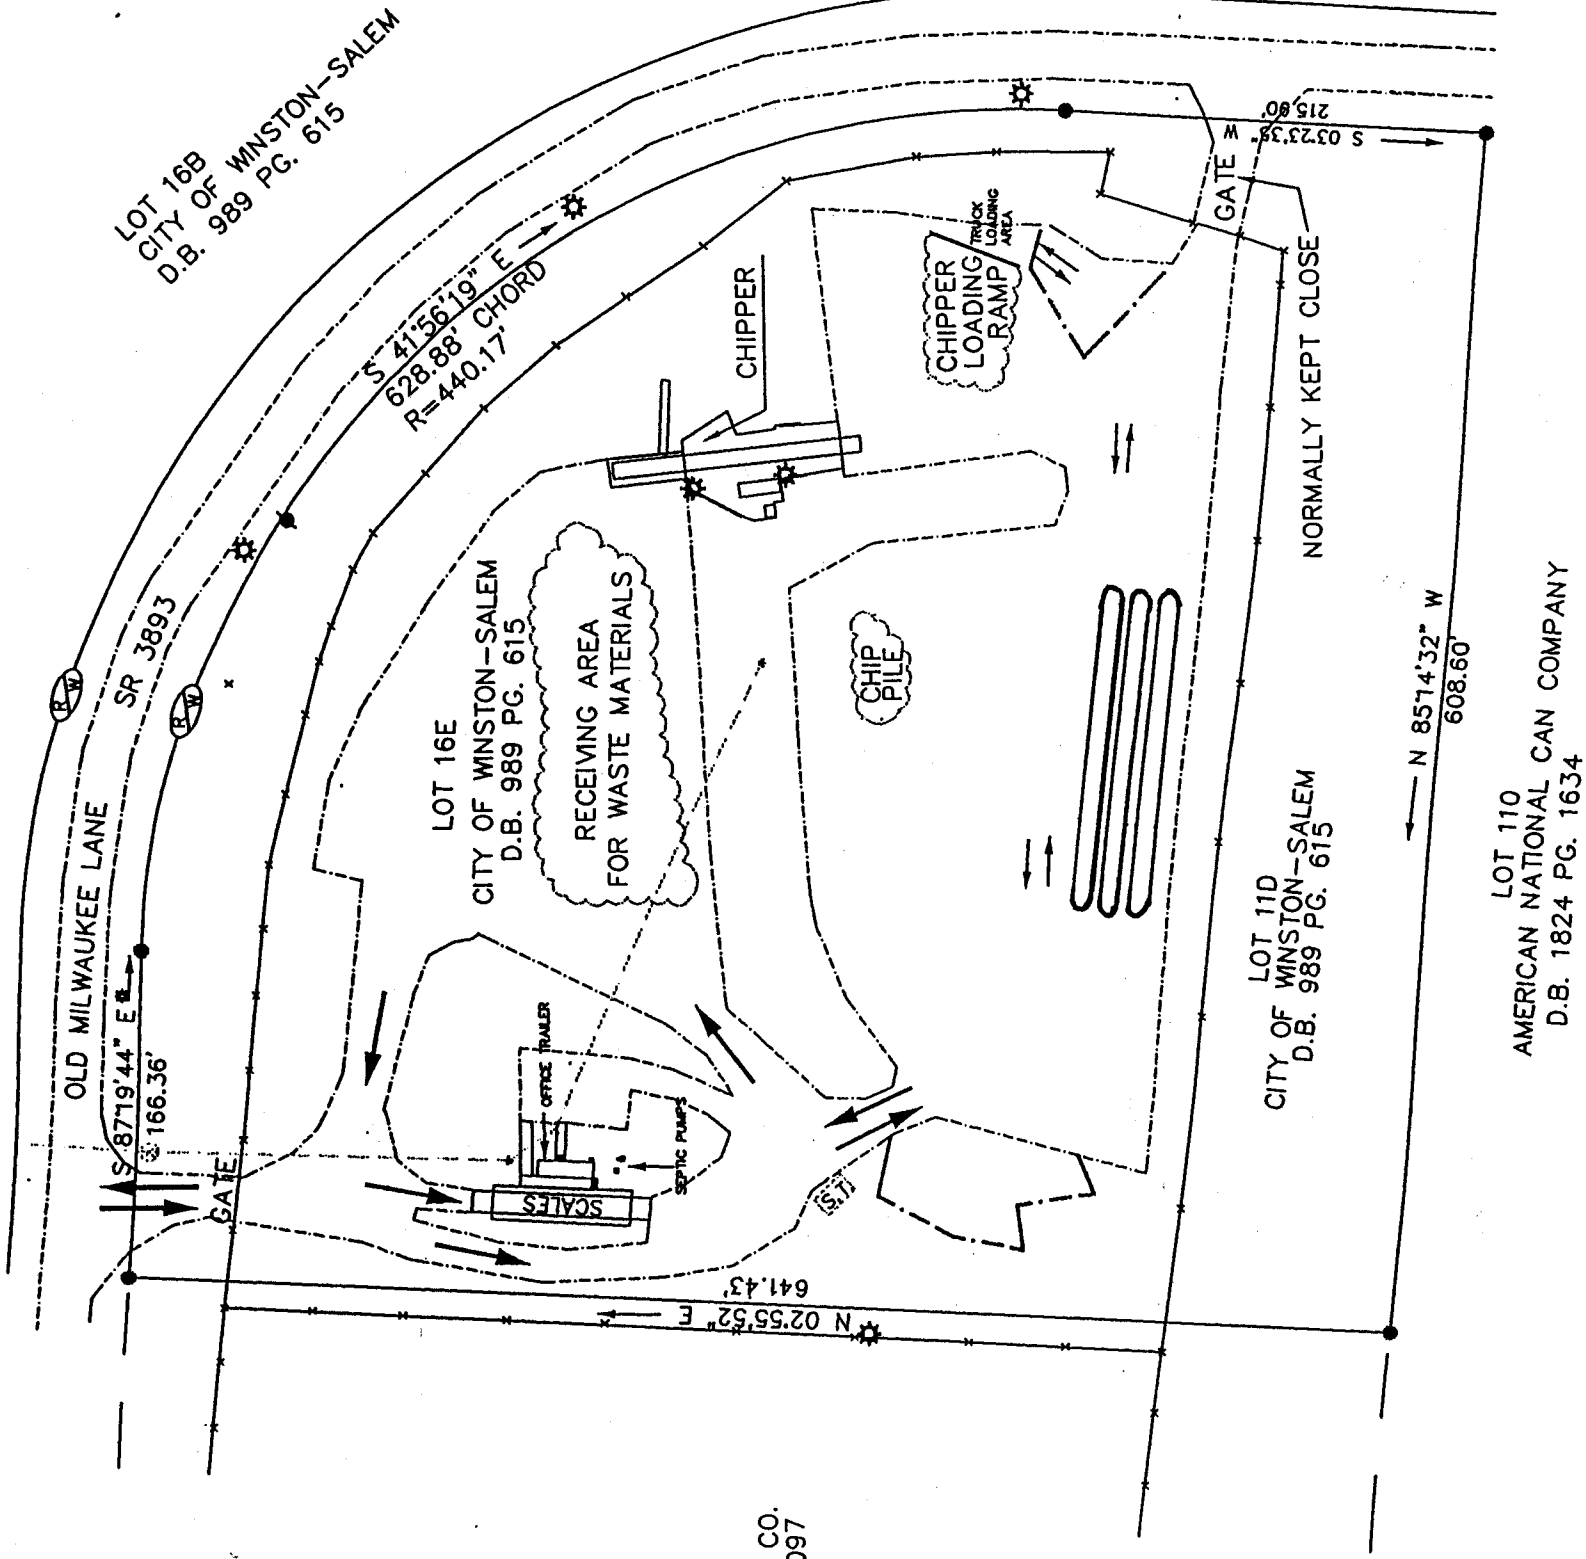 LOT 16B
CITY OF WINSTON-SALEM
D.B. 989 PG. 615
S 41°56'19" E
628.88' CHORD
R=440.17'
SR 3893
OLD MILWAUKEE LANE
R/W
R/W
S 87°19'44" E
166.36'
GATE
LOT 16E
CITY OF WINSTON-SALEM
D.B. 989 PG. 615
RECEIVING AREA
FOR WASTE MATERIALS
CHIPPER
CHIPPER
LOADING
RAMP
TRUCK
LOADING
AREA
GATE
NORMALLY KEPT CLOSE
S 03°23'35" W
CHIP
PILE
OFFICE TRAILER
SEPTIC PUMPS
SCALES
S.T.
N 02°55'52" E
641.43'
LOT 11D
CITY OF WINSTON-SALEM
D.B. 989 PG. 615
N 85°14'32" W
608.60'
LOT 110
AMERICAN NATIONAL CAN COMPANY
D.B. 1824 PG. 1634
CO.
097